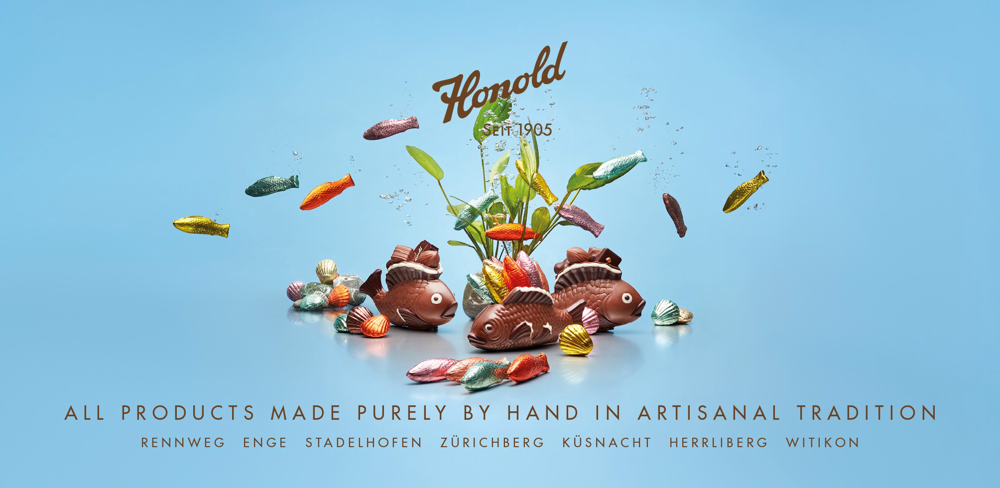 Honold
SEIT 1905
ALL PRODUCTS MADE PURELY BY HAND IN ARTISANAL TRADITION
RENNWEG ENGE STADELHOFEN ZÜRICHBERG KÜSNACHT HERRLIBERG WITIKON